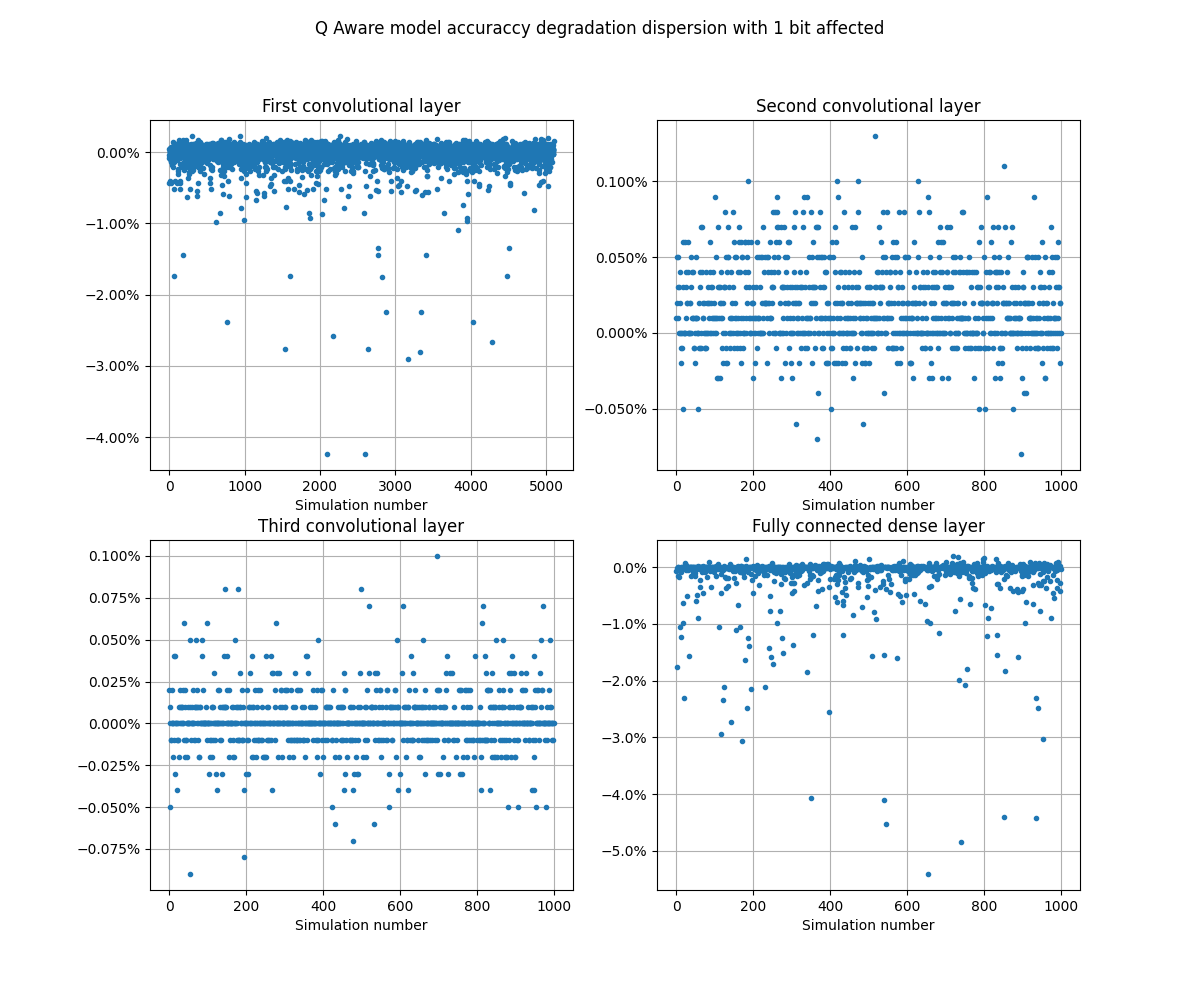 Q Aware model accuraccy degradation dispersion with 1 bit affected
First convolutional layer
0.00%
−1.00%
−2.00%
−3.00%
−4.00%
0 1000 2000 3000 4000 5000
Simulation number
Second convolutional layer
0.100%
0.050%
0.000%
−0.050%
0 200 400 600 800 1000
Simulation number
Third convolutional layer
0.100%
0.075%
0.050%
0.025%
0.000%
−0.025%
−0.050%
−0.075%
0 200 400 600 800 1000
Simulation number
Fully connected dense layer
0.0%
−1.0%
−2.0%
−3.0%
−4.0%
−5.0%
0 200 400 600 800 1000
Simulation number